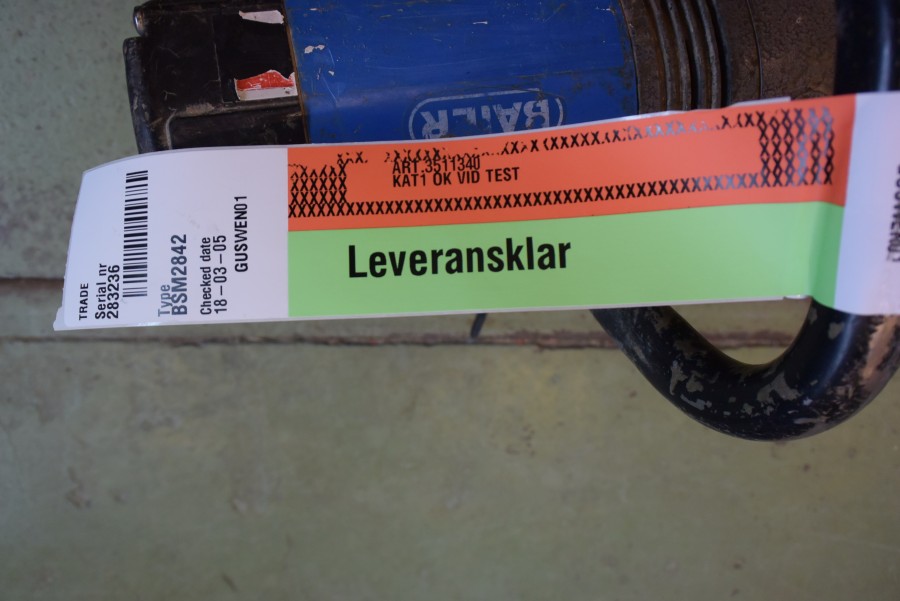 BAIER
TRADE
Serial nr
283236
Type
BSM2842
Checked date
18-03-05
GUSWEN01
ART.3511340
KAT1 OK VID TEST
Leveransklar